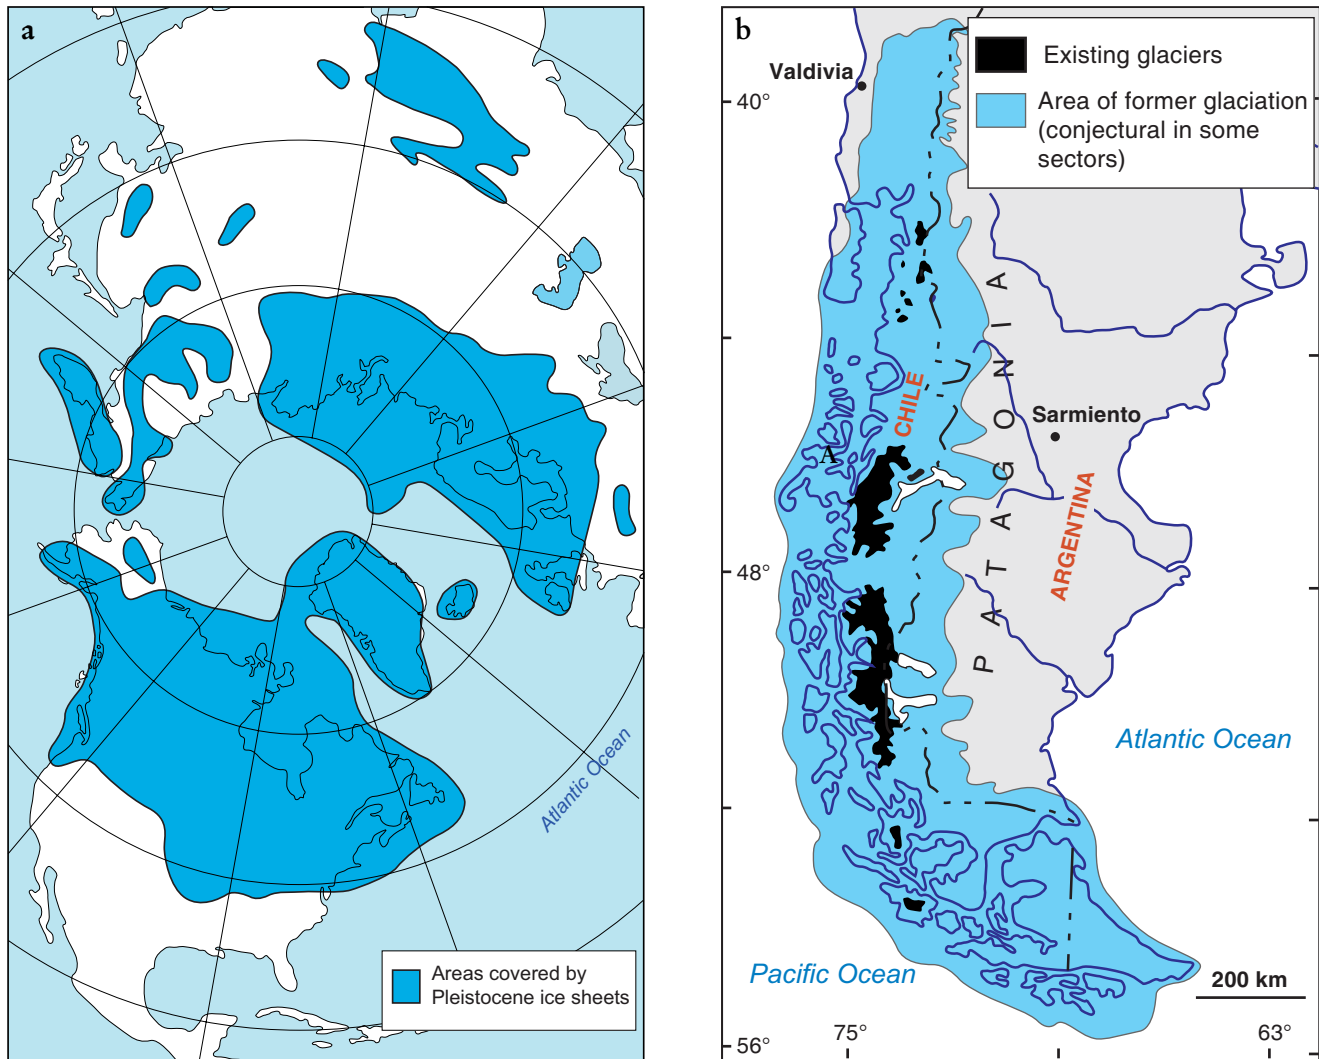 a
Atlantic Ocean
Areas covered by
Pleistocene ice sheets
b
Existing glaciers
Area of former glaciation
(conjectural in some
sectors)
Valdivia
40°
CHILE
PATAGONIA
Sarmiento
A
ARGENTINA
48°
Atlantic Ocean
Pacific Ocean
200 km
56°
75°
63°